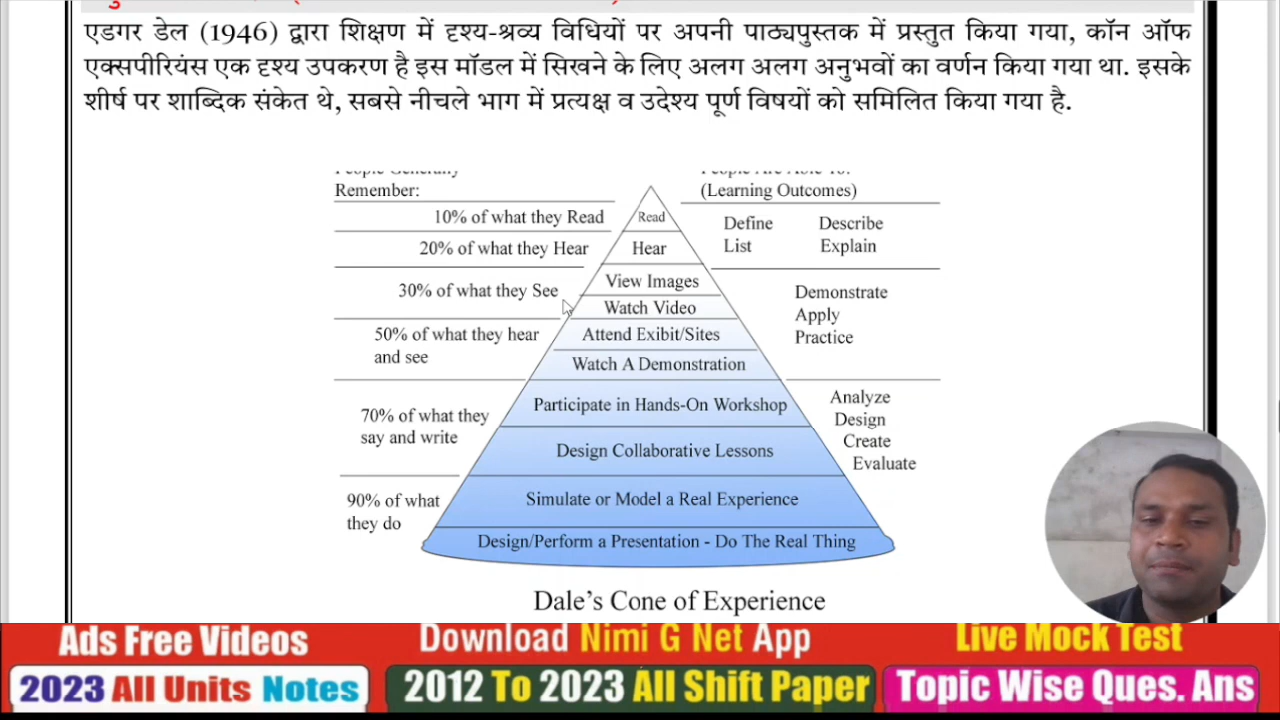 एडगर डेल (1946) द्वारा शिक्षण में दृश्य-श्रव्य विधियों पर अपनी पाठ्यपुस्तक में प्रस्तुत किया गया, कॉन ऑफ
एक्सपीरियंस एक दृश्य उपकरण है इस मॉडल में सिखने के लिए अलग अलग अनुभवों का वर्णन किया गया था. इसके
शीर्ष पर शाब्दिक संकेत थे, सबसे नीचले भाग में प्रत्यक्ष व उदेश्य पूर्ण विषयों को समिलित किया गया है.
Remember:
(Learning Outcomes)
10% of what they Read
Read
Define
Describe
20% of what they Hear
Hear
List
Explain
30% of what they See
View Images
Watch Video
Demonstrate
Apply
Practice
50% of what they hear
and see
Attend Exibit/Sites
Watch A Demonstration
70% of what they
say and write
Participate in Hands-On Workshop
Design Collaborative Lessons
Analyze
Design
Create
Evaluate
90% of what
they do
Simulate or Model a Real Experience
Design/Perform a Presentation - Do The Real Thing
Dale's Cone of Experience
Ads Free Videos
Download Nimi G Net App
Live Mock Test
2023 All Units Notes
2012 To 2023 All Shift Paper
Topic Wise Ques. Ans